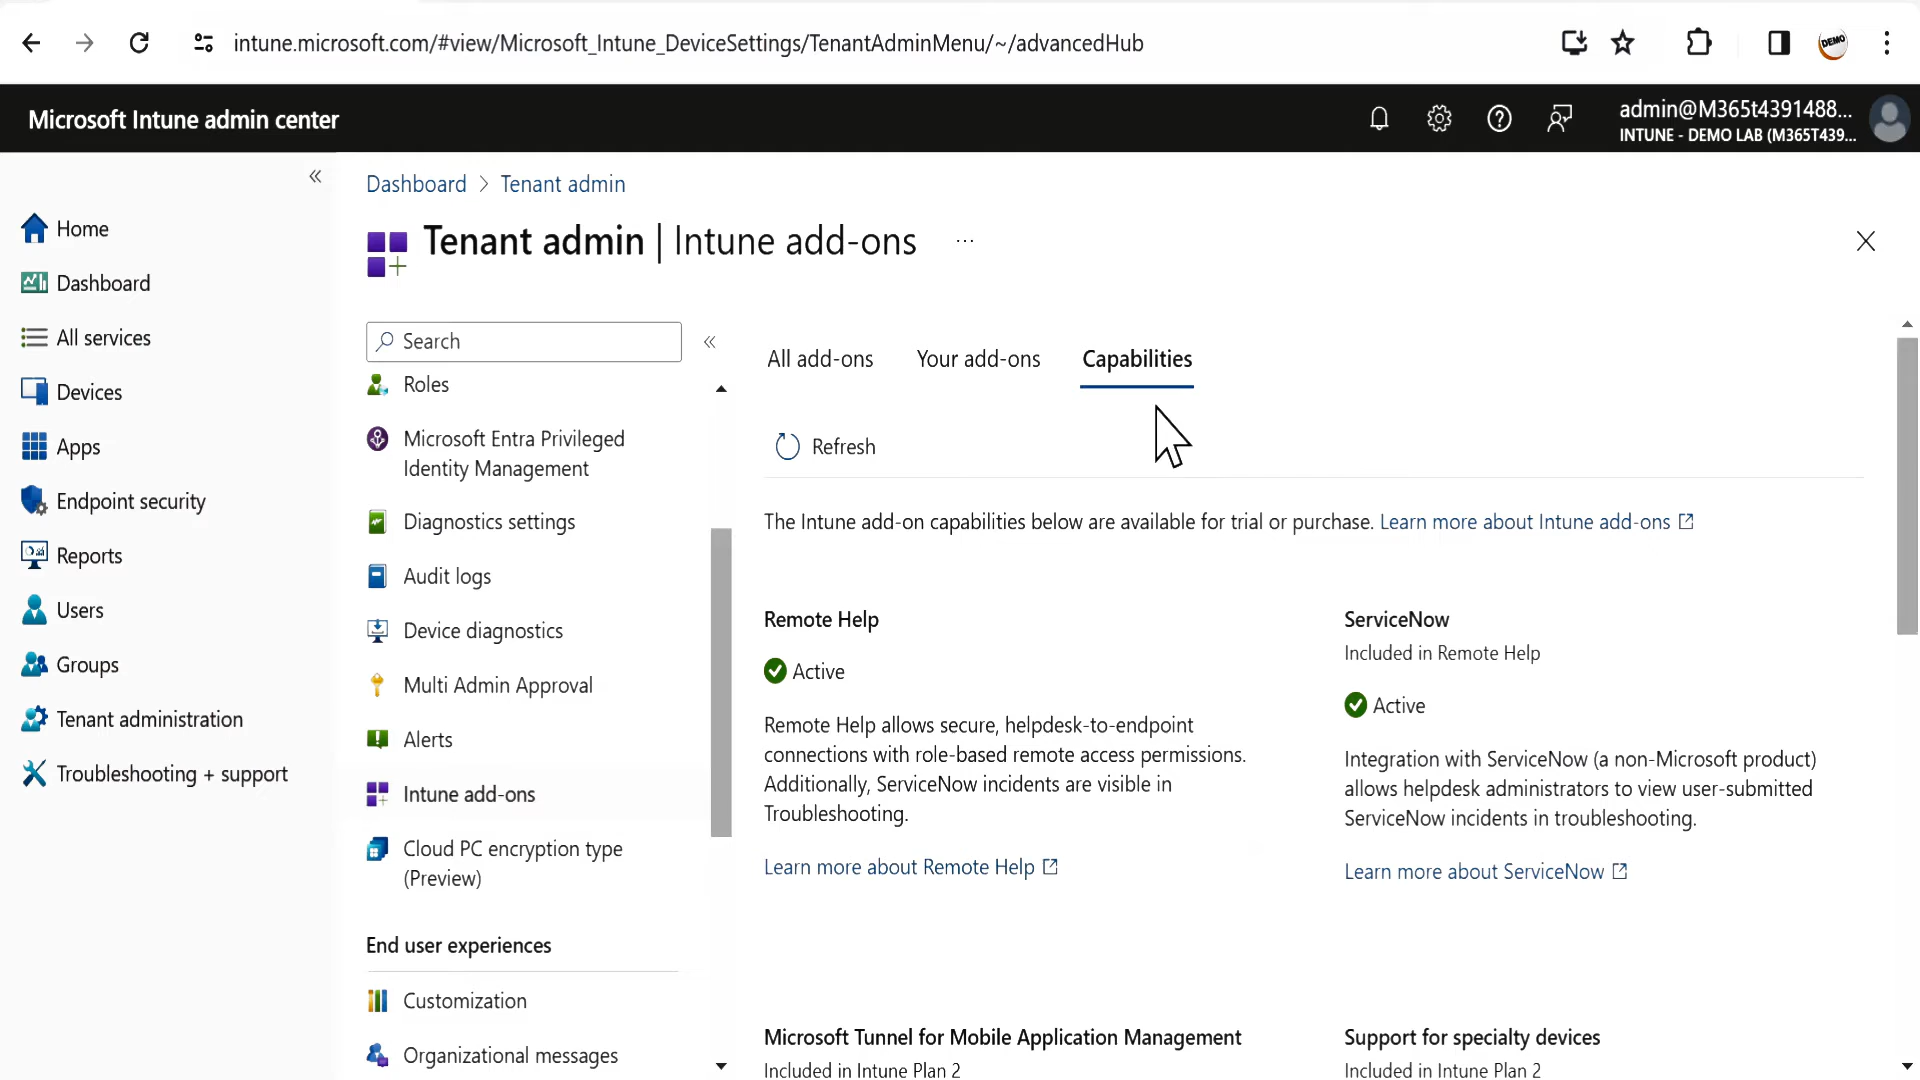 intune.microsoft.com/#view/Microsoft_Intune_DeviceSettings/TenantAdminMenu/~/advancedHub
DEMO
Microsoft Intune admin center
admin@M365t4391488...
INTUNE - DEMO LAB (M365T439...
Home
Dashboard
All services
Devices
Apps
Endpoint security
Reports
Users
Groups
Tenant administration
Troubleshooting + support
Dashboard > Tenant admin
Tenant admin | Intune add-ons ...
Search
Roles
Microsoft Entra Privileged
Identity Management
Diagnostics settings
Audit logs
Device diagnostics
Multi Admin Approval
Alerts
Intune add-ons
Cloud PC encryption type
(Preview)
End user experiences
Customization
Organizational messages
All add-ons Your add-ons Capabilities
Refresh
The Intune add-on capabilities below are available for trial or purchase. Learn more about Intune add-ons
Remote Help
Active
Remote Help allows secure, helpdesk-to-endpoint
connections with role-based remote access permissions.
Additionally, ServiceNow incidents are visible in
Troubleshooting.
Learn more about Remote Help
ServiceNow
Included in Remote Help
Active
Integration with ServiceNow (a non-Microsoft product)
allows helpdesk administrators to view user-submitted
ServiceNow incidents in troubleshooting.
Learn more about ServiceNow
Microsoft Tunnel for Mobile Application Management
Included in Intune Plan 2
Support for specialty devices
Included in Intune Plan 2